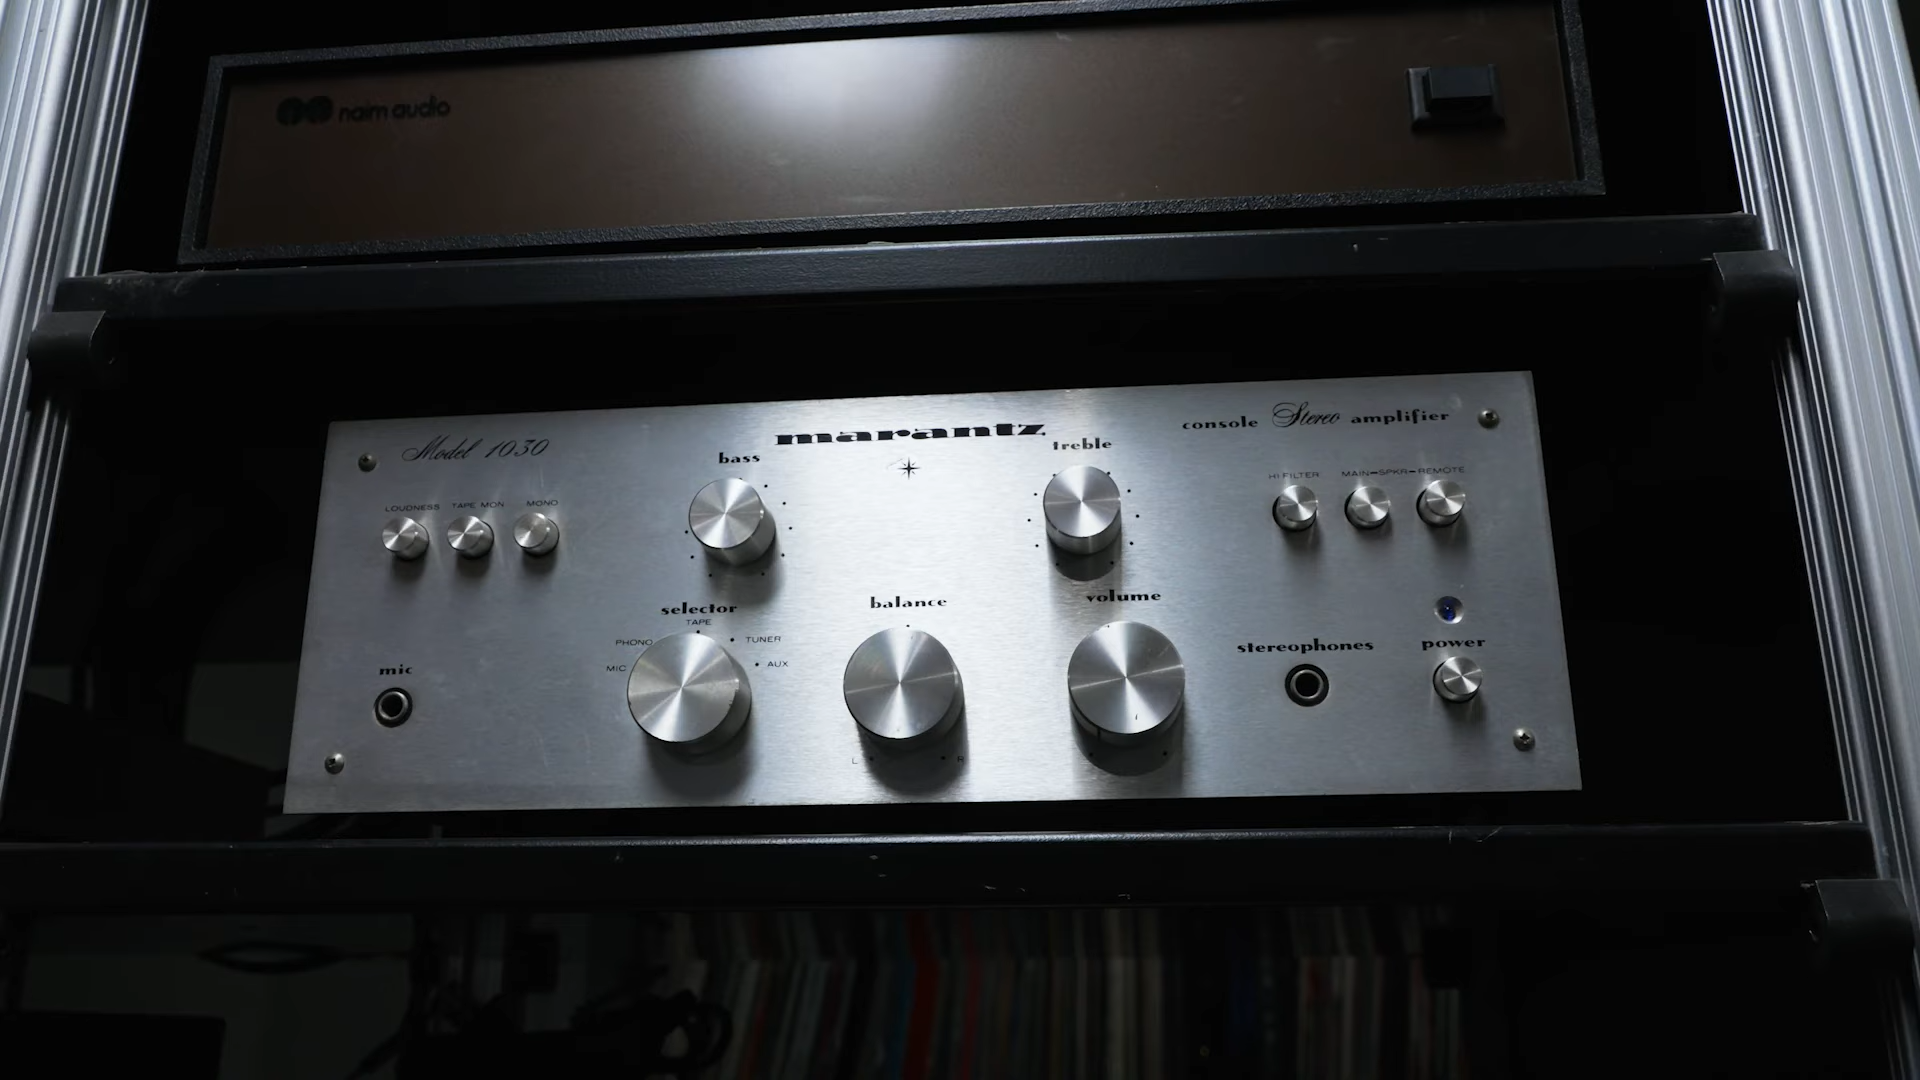 naim audio
Model 1030
marantz
console Stereo amplifier
bass
treble
LOUDNESS TAPE MON MONO
HI FILTER MAIN-SPKR-REMOTE
selector
balance
volume
TAPE
PHONO
TUNER
MIC
AUX
mic
stereophones
power
L
R